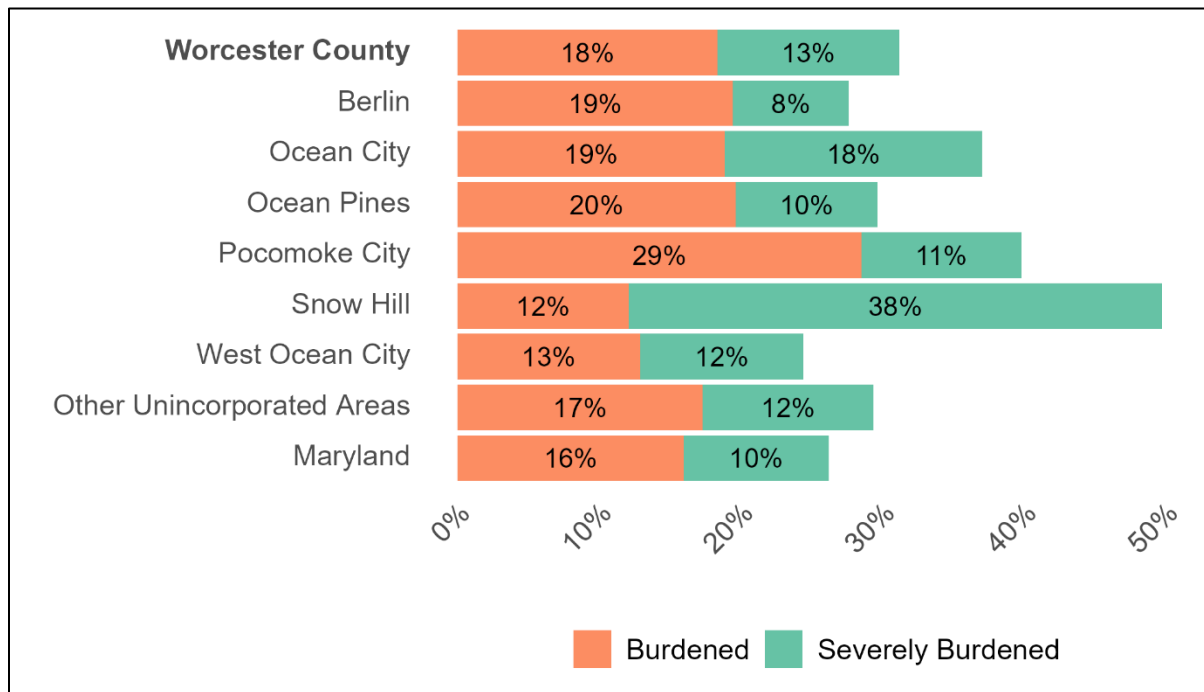 Worcester County 18% 13%
Berlin 19% 8%
Ocean City 19% 18%
Ocean Pines 20% 10%
Pocomoke City 29% 11%
Snow Hill 12% 38%
West Ocean City 13% 12%
Other Unincorporated Areas 17% 12%
Maryland 16% 10%
0% 10% 20% 30% 40% 50%
Burdened Severely Burdened